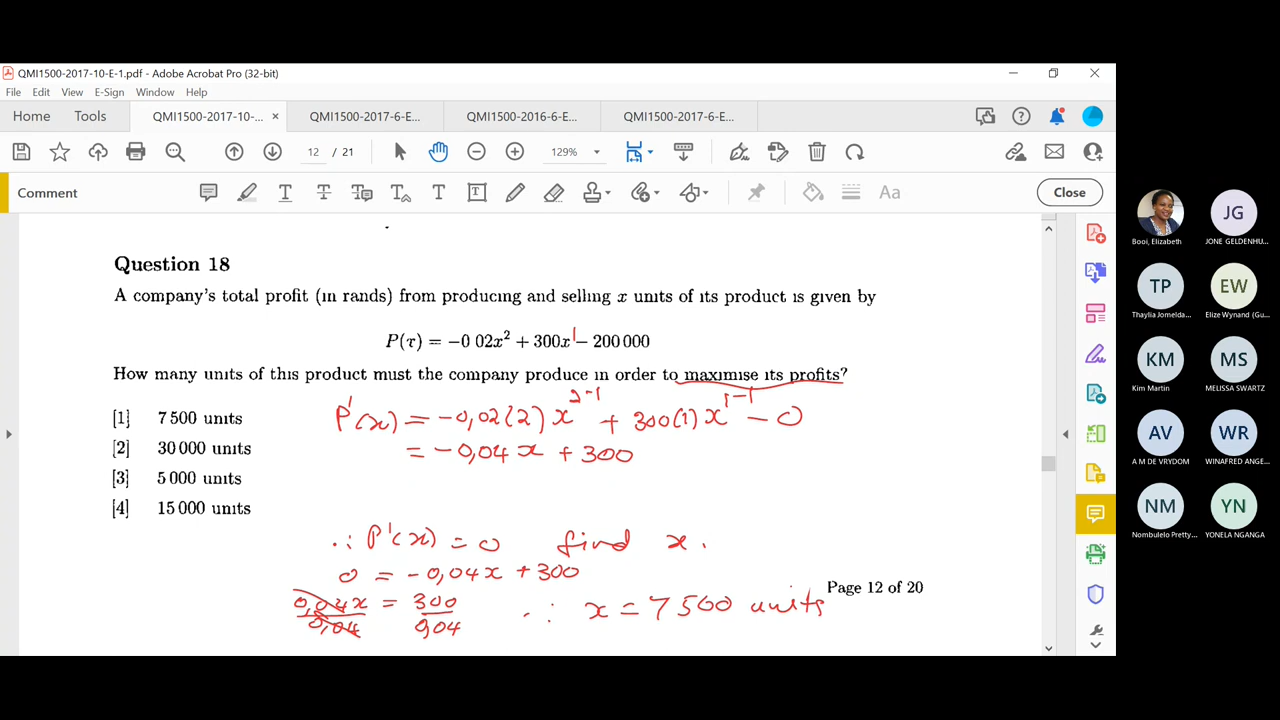 QMI1500-2017-10-E-1.pdf - Adobe Acrobat Pro (32-bit)
File Edit View E-Sign Window Help
Home Tools QMI1500-2017-10-... × QMI1500-2017-6-E... QMI1500-2016-6-E... QMI1500-2017-6-E...
12 / 21 129%
Comment Aa Close
Question 18
A company's total profit (in rands) from producing and selling x units of its product is given by
P(x) = −0 02x² + 300x¹ − 200 000
How many units of this product must the company produce in order to maximise its profits?
[1] 7 500 units
[2] 30 000 units
[3] 5 000 units
[4] 15 000 units
P'(x) = −0,02(2) x²⁻¹ + 300(1) x¹⁻¹ − 0
= −0,04x + 300
∴ P'(x) = 0 find x.
0 = −0,04x + 300
0,04x/0,04 = 300/0,04 ∴ x = 7 500 units
Page 12 of 20
Booi, Elizabeth
JG
JONE GELDENHU...
TP
Thaylia Jomelda...
EW
Elize Wynand (Gu...
KM
Kim Martin
MS
MELISSA SWARTZ
AV
A M DE VRYDOM
WR
WINAFRED ANGE...
NM
Nombulelo Pretty...
YN
YONELA NGANGA